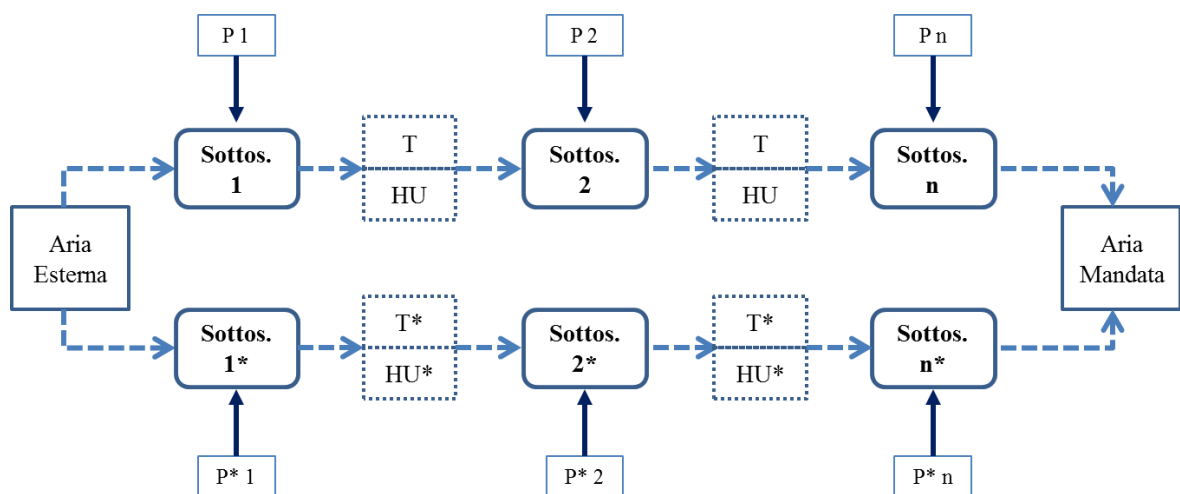 P 1
P 2
P n
Sottos.
1
T
HU
Sottos.
2
T
HU
Sottos.
n
Aria
Esterna
Aria
Mandata
Sottos.
1*
T*
HU*
Sottos.
2*
T*
HU*
Sottos.
n*
P* 1
P* 2
P* n